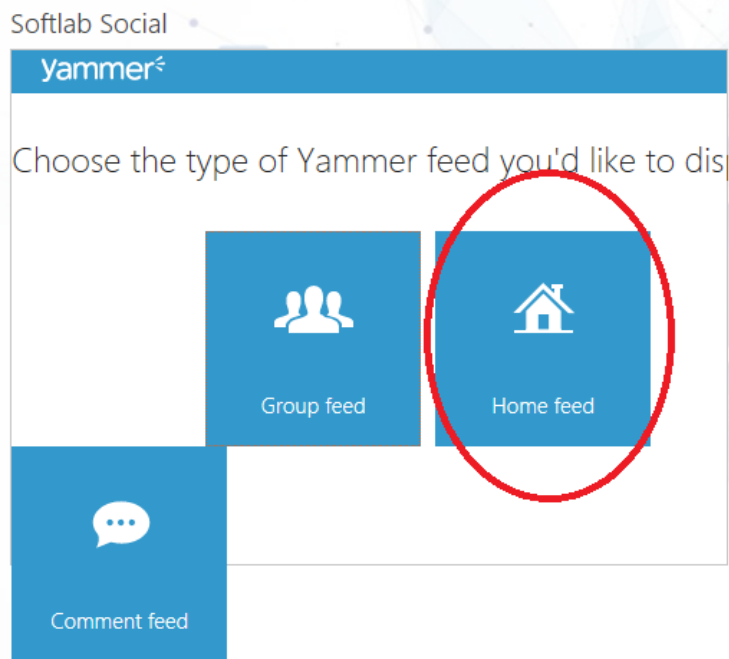 Softlab Social
yammer
Choose the type of Yammer feed you'd like to dis
Group feed
Home feed
Comment feed